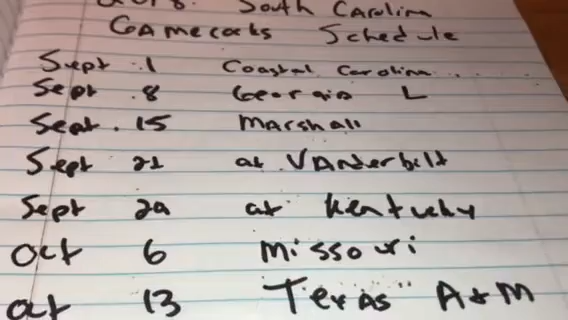 2018 South Carolina
Gamecocks Schedule
Sept 1 Coastal Carolina
Sept 8 Georgia L
Sept. 15 Marshall
Sept 22 at Vanderbilt
Sept 29 at Kentucky
Oct 6 Missouri
Oct 13 Texas A+M